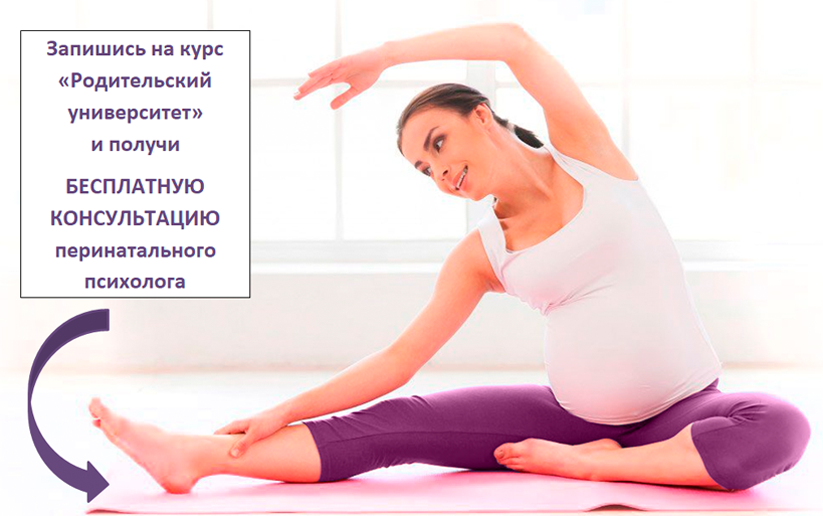 Запишись на курс
«Родительский
университет»
и получи
БЕСПЛАТНУЮ
КОНСУЛЬТАЦИЮ
перинатального
психолога